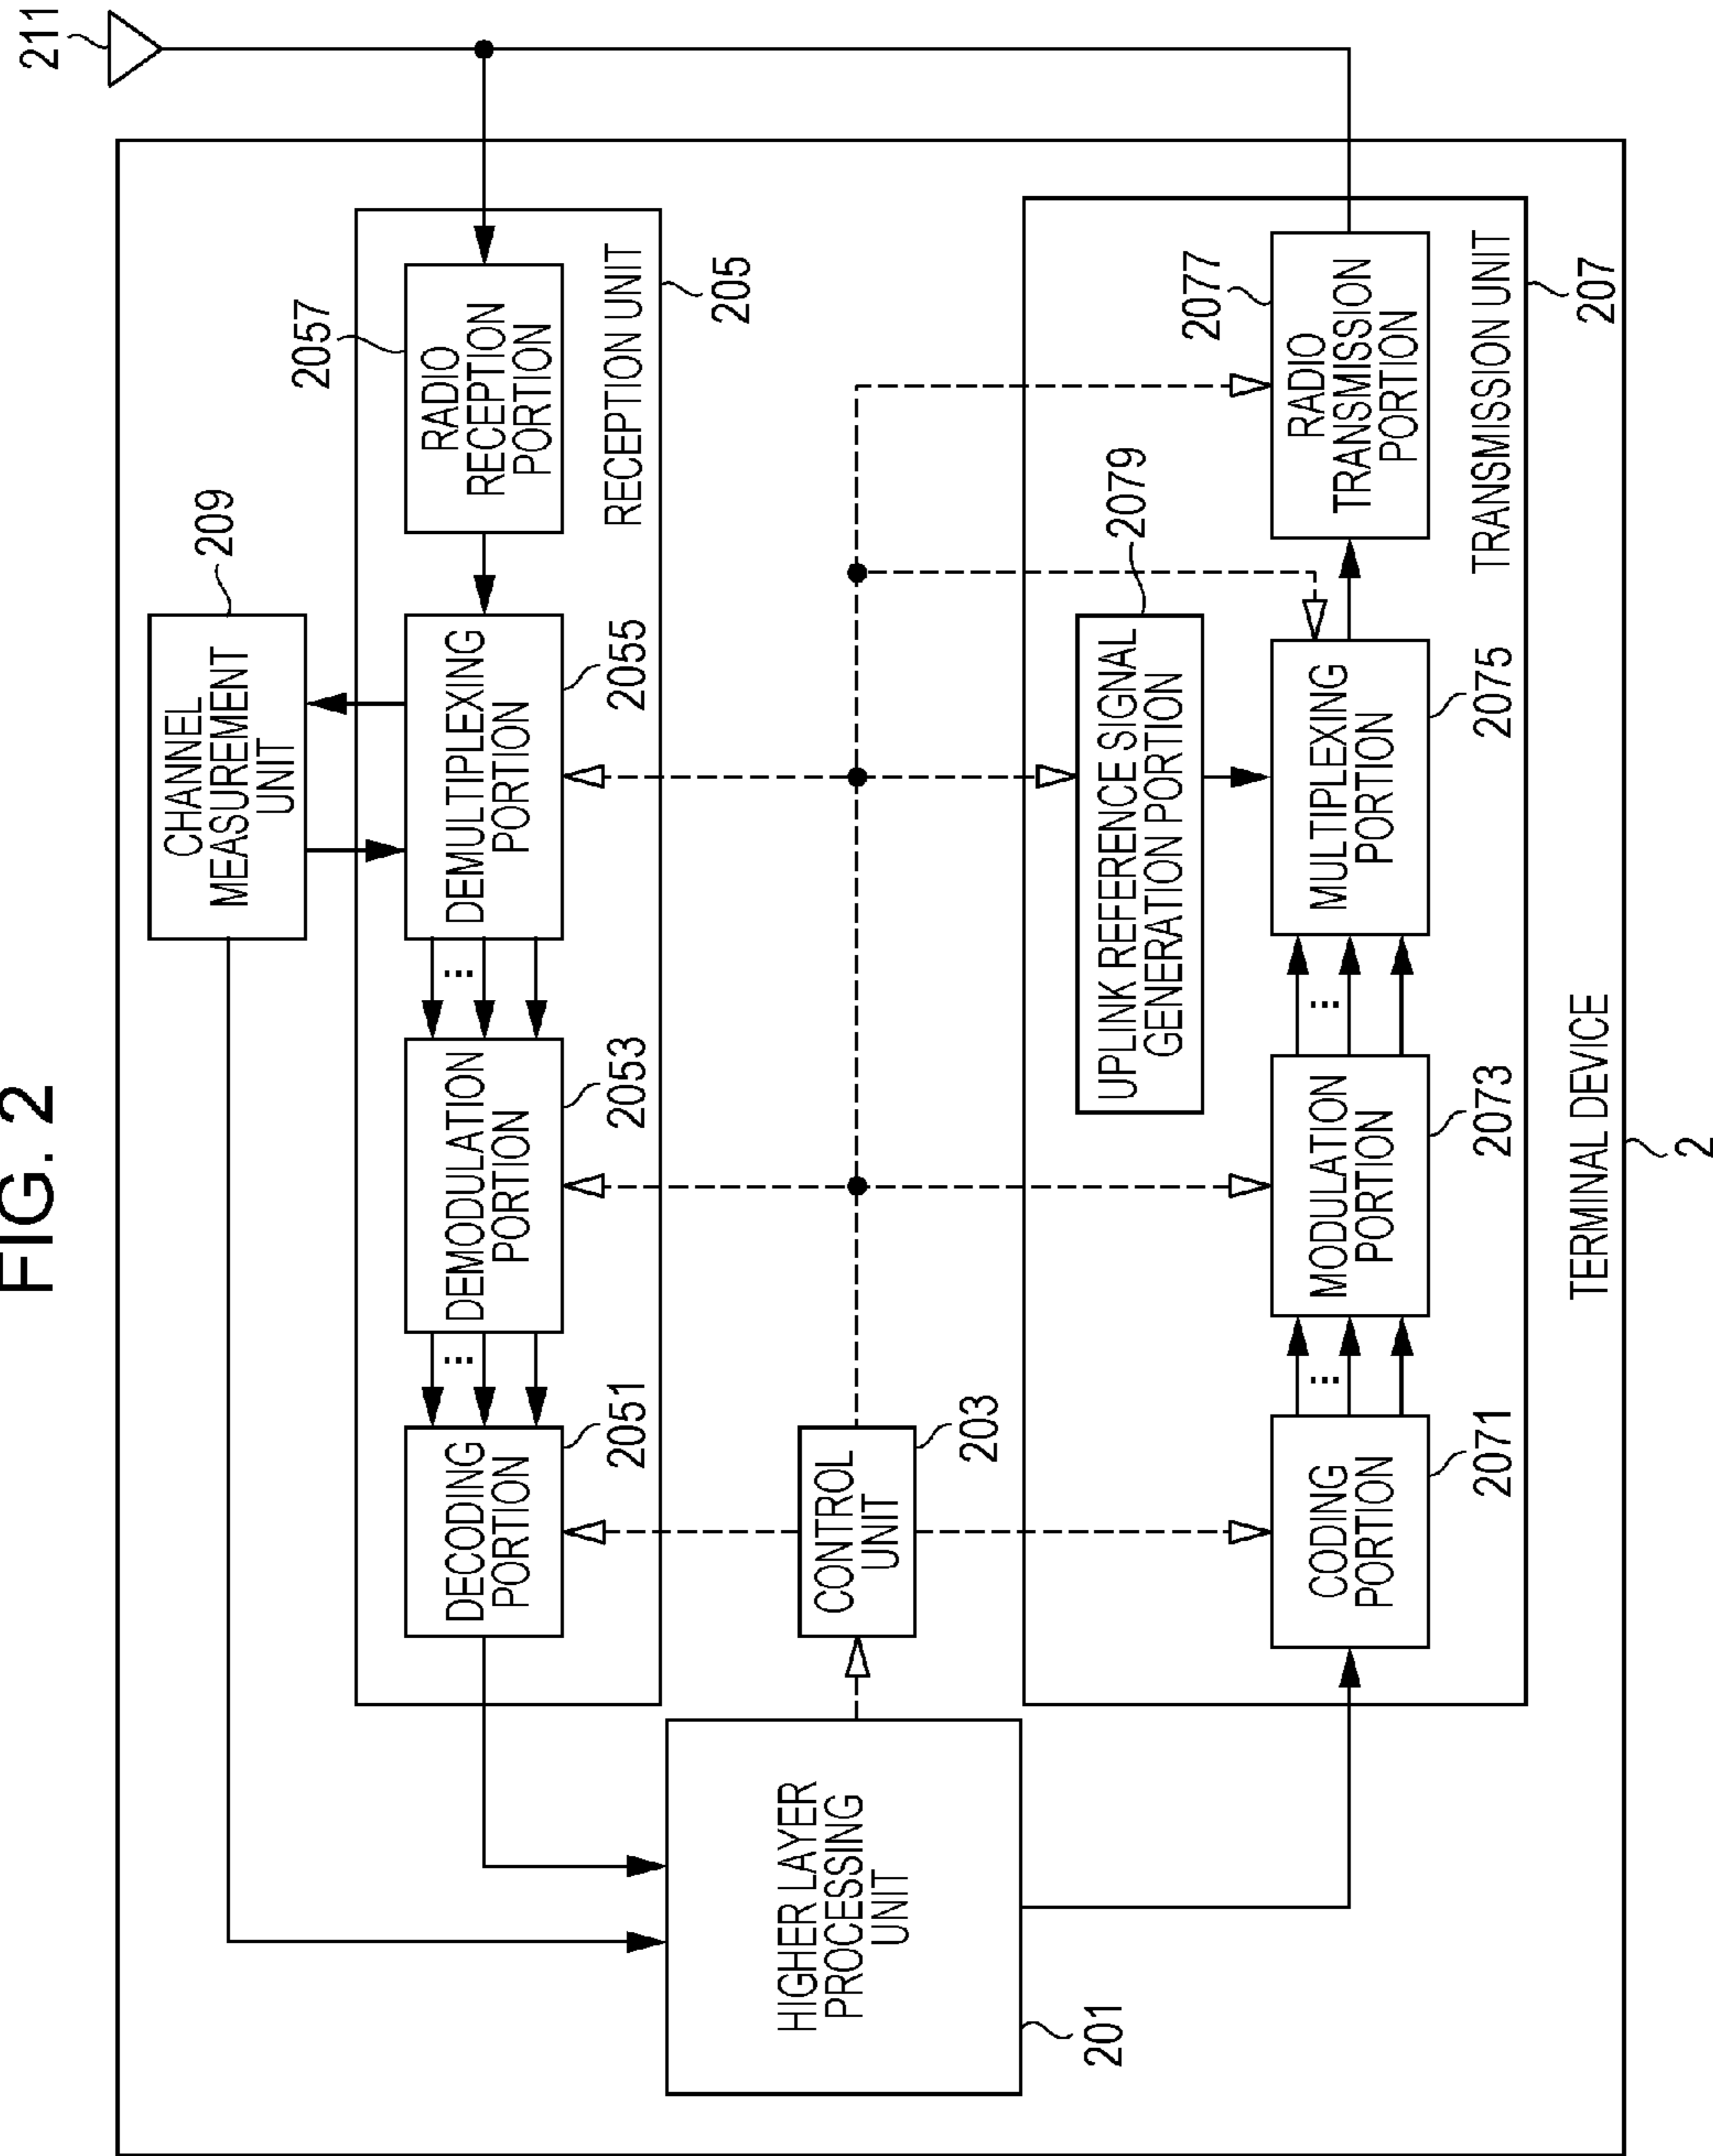 FIG. 2
211
CHANNEL
MEASUREMENT
UNIT
209
2057
RADIO
RECEPTION
PORTION
DEMULTIPLEXING
PORTION
2055
DEMODULATION
PORTION
2053
DECODING
PORTION
2051
RECEPTION UNIT
205
HIGHER LAYER
PROCESSING
UNIT
201
CONTROL
UNIT
203
UPLINK REFERENCE SIGNAL
GENERATION PORTION
2079
2077
CODING
PORTION
2071
MODULATION
PORTION
2073
MULTIPLEXING
PORTION
2075
RADIO
TRANSMISSION
PORTION
TRANSMISSION UNIT
207
TERMINAL DEVICE
2